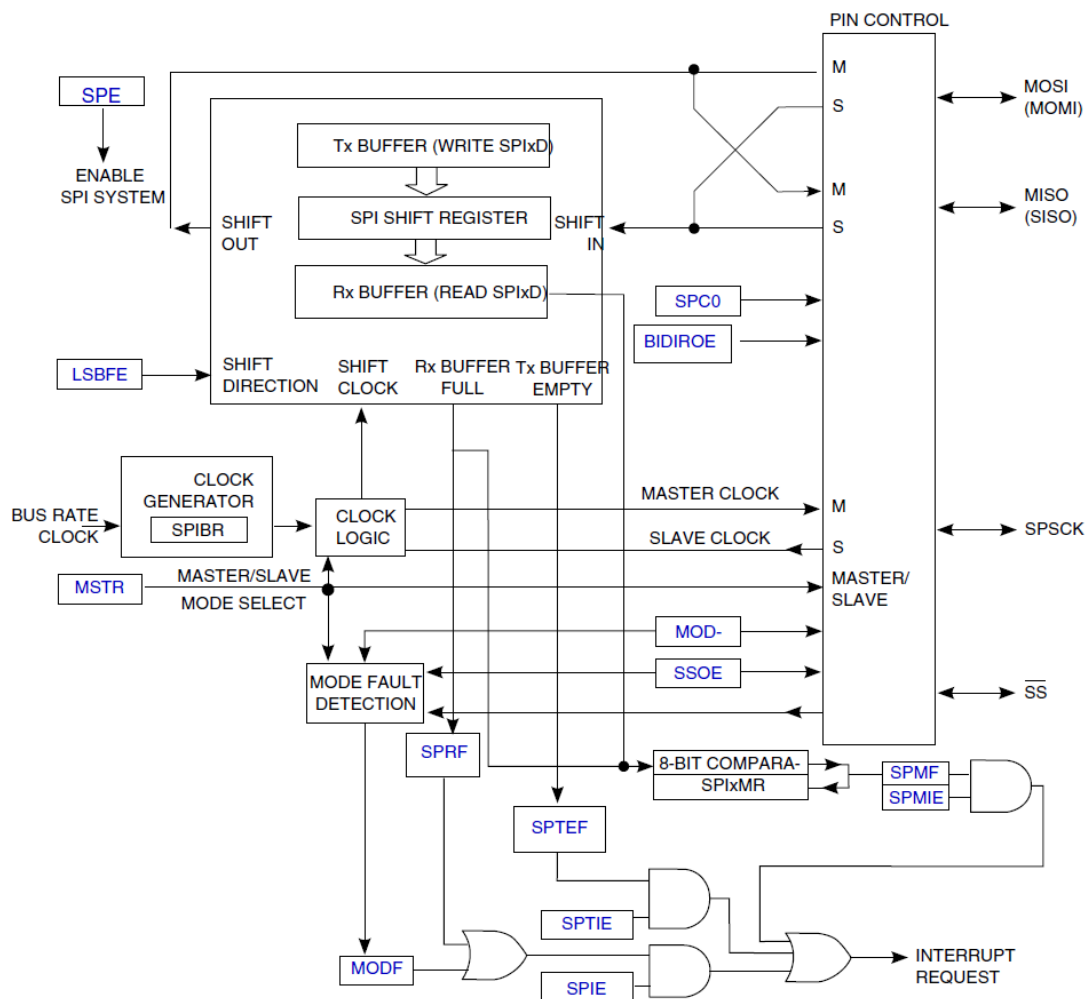 PIN CONTROL
M
SPE
MOSI
(MOMI)
S
Tx BUFFER (WRITE SPIxD)
ENABLE
SPI SYSTEM
M
MISO
(SISO)
SPI SHIFT REGISTER
SHIFT
OUT
SHIFT
IN
S
Rx BUFFER (READ SPIxD)
SPC0
BIDIROE
LSBFE
SHIFT
DIRECTION
SHIFT
CLOCK
Rx BUFFER
FULL
Tx BUFFER
EMPTY
CLOCK
GENERATOR
SPIBR
BUS RATE
CLOCK
CLOCK
LOGIC
MASTER CLOCK
M
SLAVE CLOCK
S
SPSCK
MSTR
MASTER/SLAVE
MODE SELECT
MASTER/
SLAVE
MOD-
SSOE
MODE FAULT
DETECTION
SS
SPRF
8-BIT COMPARA-
SPIxMR
SPMF
SPMIE
SPTEF
SPTIE
MODF
SPIE
INTERRUPT
REQUEST